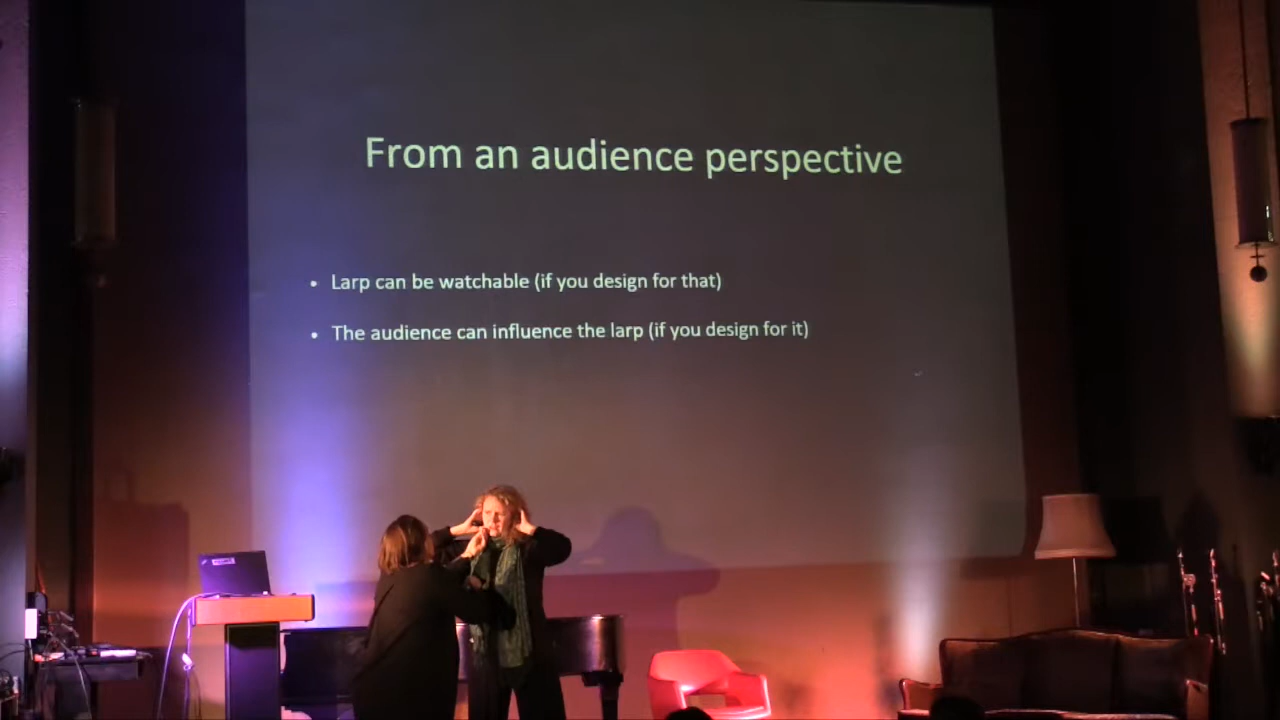 From an audience perspective
• Larp can be watchable (if you design for that)
• The audience can influence the larp (if you design for it)